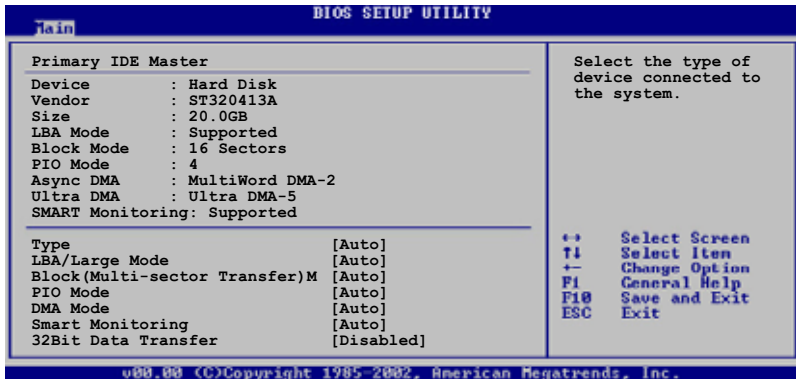 BIOS SETUP UTILITY
Main
Primary IDE Master
Device : Hard Disk
Vendor : ST320413A
Size : 20.0GB
LBA Mode : Supported
Block Mode : 16 Sectors
PIO Mode : 4
Async DMA : MultiWord DMA-2
Ultra DMA : Ultra DMA-5
SMART Monitoring: Supported
Type [Auto]
LBA/Large Mode [Auto]
Block(Multi-sector Transfer)M [Auto]
PIO Mode [Auto]
DMA Mode [Auto]
Smart Monitoring [Auto]
32Bit Data Transfer [Disabled]
Select the type of
device connected to
the system.
↔ Select Screen
↑↓ Select Item
+- Change Option
F1 General Help
F10 Save and Exit
ESC Exit
v00.00 (C)Copyright 1985-2002, American Megatrends, Inc.